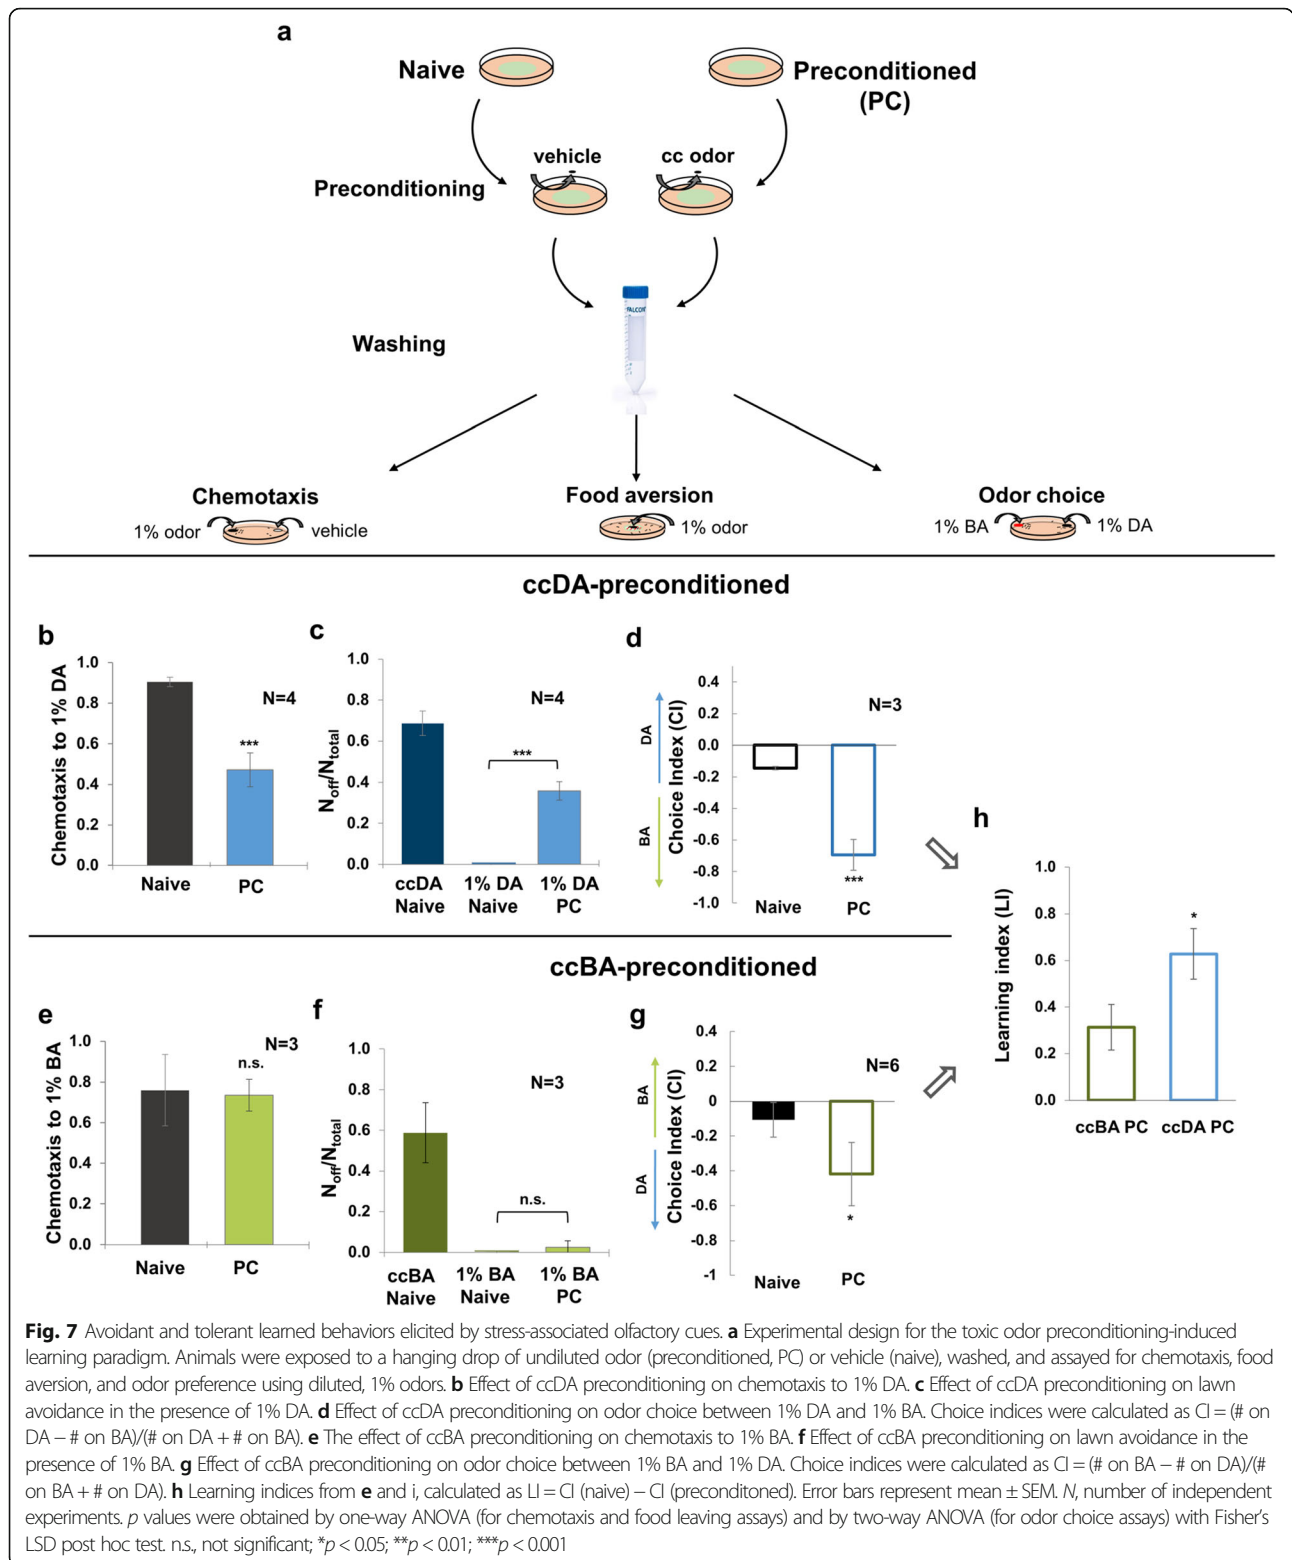 a
Naive
Preconditioned
(PC)
vehicle
cc odor
Preconditioning
FALCON
Washing
Chemotaxis
Food aversion
Odor choice
1% odor
vehicle
1% odor
1% BA
1% DA
ccDA-preconditioned
b
Chemotaxis to 1% DA
1.0
0.8
0.6
0.4
0.2
0.0
N=4
***
Naive
PC
c
N_off/N_total
1.0
0.8
0.6
0.4
0.2
0.0
N=4
***
ccDA
Naive
1% DA
Naive
1% DA
PC
d
DA
BA
Choice Index (CI)
0.4
0.2
0.0
-0.2
-0.4
-0.6
-0.8
-1.0
N=3
***
Naive
PC
h
Learning index (LI)
1.0
0.8
0.6
0.4
0.2
0.0
*
ccBA PC
ccDA PC
ccBA-preconditioned
e
Chemotaxis to 1% BA
1.0
0.8
0.6
0.4
0.2
0.0
N=3
n.s.
Naive
PC
f
N_off/N_total
1.0
0.8
0.6
0.4
0.2
0.0
N=3
n.s.
ccBA
Naive
1% BA
Naive
1% BA
PC
g
BA
DA
Choice Index (CI)
0.4
0.2
0
-0.2
-0.4
-0.6
-0.8
-1
N=6
*
Naive
PC
Fig. 7 Avoidant and tolerant learned behaviors elicited by stress-associated olfactory cues. a Experimental design for the toxic odor preconditioning-induced
learning paradigm. Animals were exposed to a hanging drop of undiluted odor (preconditioned, PC) or vehicle (naive), washed, and assayed for chemotaxis, food
aversion, and odor preference using diluted, 1% odors. b Effect of ccDA preconditioning on chemotaxis to 1% DA. c Effect of ccDA preconditioning on lawn
avoidance in the presence of 1% DA. d Effect of ccDA preconditioning on odor choice between 1% DA and 1% BA. Choice indices were calculated as CI = (# on
DA − # on BA)/(# on DA + # on BA). e The effect of ccBA preconditioning on chemotaxis to 1% BA. f Effect of ccBA preconditioning on lawn avoidance in the
presence of 1% BA. g Effect of ccBA preconditioning on odor choice between 1% BA and 1% DA. Choice indices were calculated as CI = (# on BA − # on DA)/(#
on BA + # on DA). h Learning indices from e and i, calculated as LI = CI (naive) − CI (preconditoned). Error bars represent mean ± SEM. N, number of independent
experiments. p values were obtained by one-way ANOVA (for chemotaxis and food leaving assays) and by two-way ANOVA (for odor choice assays) with Fisher's
LSD post hoc test. n.s., not significant; *p < 0.05; **p < 0.01; ***p < 0.001